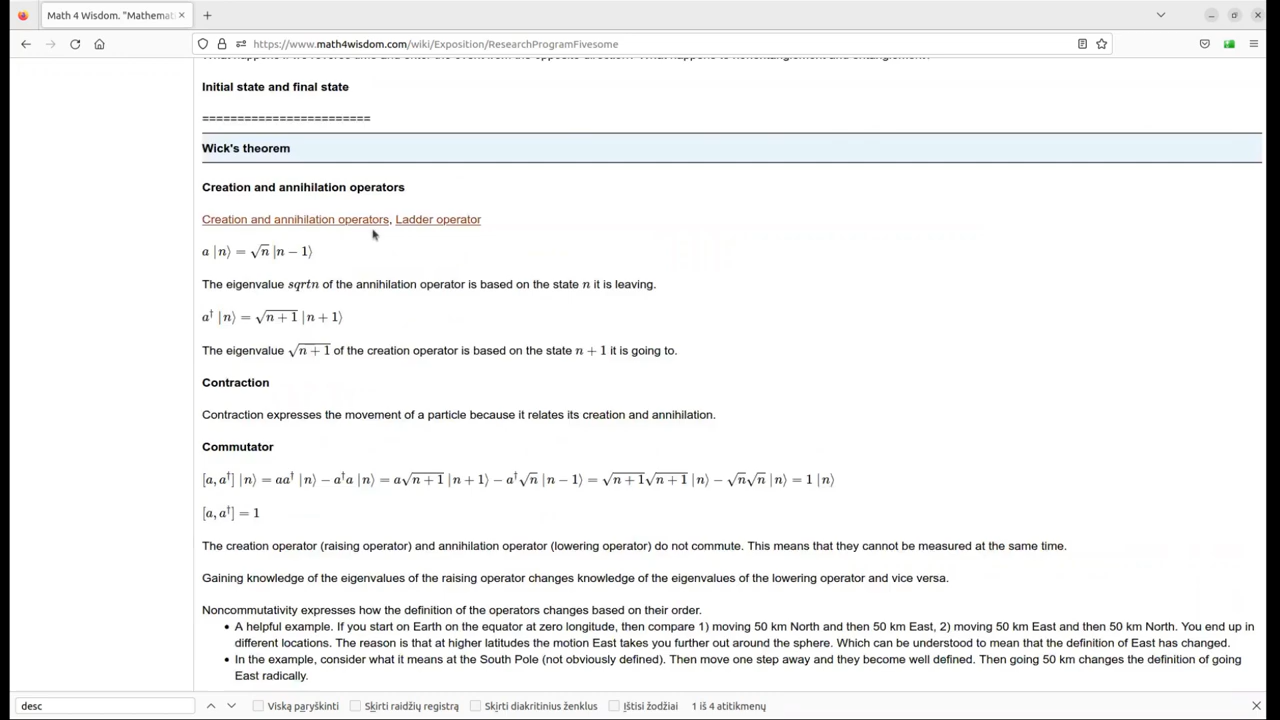 Math 4 Wisdom. "Mathemat
https://www.math4wisdom.com/wiki/Exposition/ResearchProgramFivesome
Initial state and final state
========================
Wick's theorem
Creation and annihilation operators
Creation and annihilation operators, Ladder operator
a |n⟩ = √n |n − 1⟩
The eigenvalue sqrtn of the annihilation operator is based on the state n it is leaving.
a† |n⟩ = √(n + 1) |n + 1⟩
The eigenvalue √(n + 1) of the creation operator is based on the state n + 1 it is going to.
Contraction
Contraction expresses the movement of a particle because it relates its creation and annihilation.
Commutator
[a, a†] |n⟩ = aa† |n⟩ − a†a |n⟩ = a√(n + 1) |n + 1⟩ − a†√n |n − 1⟩ = √(n + 1)√(n + 1) |n⟩ − √n√n |n⟩ = 1 |n⟩
[a, a†] = 1
The creation operator (raising operator) and annihilation operator (lowering operator) do not commute. This means that they cannot be measured at the same time.
Gaining knowledge of the eigenvalues of the raising operator changes knowledge of the eigenvalues of the lowering operator and vice versa.
Noncommutativity expresses how the definition of the operators changes based on their order.
• A helpful example. If you start on Earth on the equator at zero longitude, then compare 1) moving 50 km North and then 50 km East, 2) moving 50 km East and then 50 km North. You end up in
different locations. The reason is that at higher latitudes the motion East takes you further out around the sphere. Which can be understood to mean that the definition of East has changed.
• In the example, consider what it means at the South Pole (not obviously defined). Then move one step away and they become well defined. Then going 50 km changes the definition of going
East radically.
desc Viską paryškinti Skirti raidžių registrą Skirti diakritinius ženklus Ištisi žodžiai 1 iš 4 atitikmenų